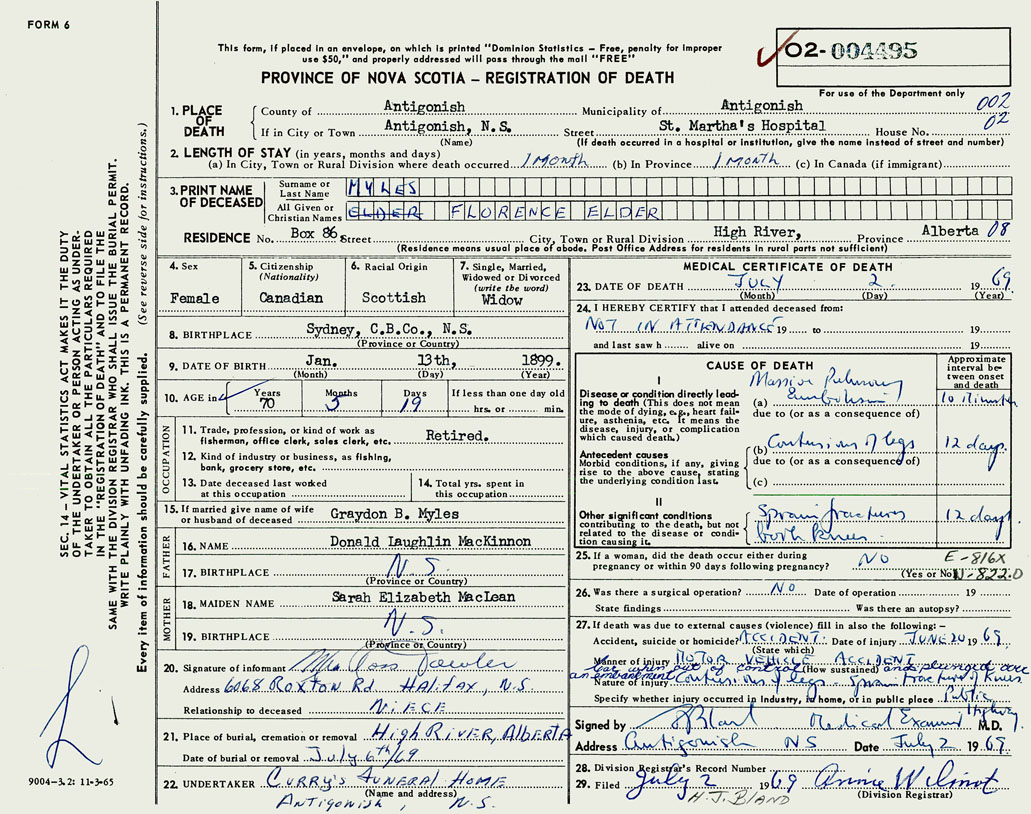 FORM 6
This form, if placed in an envelope, on which is printed "Dominion Statistics – Free, penalty for improper
use $50," and properly addressed will pass through the mail "FREE"
PROVINCE OF NOVA SCOTIA – REGISTRATION OF DEATH
02-004495
For use of the Department only
002
02
1. PLACE OF DEATH
County of Antigonish Municipality of Antigonish
If in City or Town Antigonish, N.S. Street St. Martha's Hospital House No.
(Name) (If death occurred in a hospital or institution, give the name instead of street and number)
2. LENGTH OF STAY (in years, months and days)
(a) In City, Town or Rural Division where death occurred 1 MONTH (b) In Province 1 MONTH (c) In Canada (if immigrant)
3. PRINT NAME OF DECEASED
Surname or Last Name MYLES
All Given or Christian Names ELDER FLORENCE ELDER
RESIDENCE No. Box 86, Street City, Town or Rural Division High River, Province Alberta 08
(Residence means usual place of abode. Post Office Address for residents in rural parts not sufficient)
4. Sex
Female
5. Citizenship
(Nationality)
Canadian
6. Racial Origin
Scottish
7. Single, Married,
Widowed or Divorced
(write the word)
Widow
8. BIRTHPLACE Sydney, C.B.Co., N.S.
(Province or Country)
9. DATE OF BIRTH Jan. 13th, 1899.
(Month) (Day) (Year)
10. AGE in
Years Months Days If less than one day old
70 5 19 hrs. or min.
OCCUPATION
11. Trade, profession, or kind of work as
fisherman, office clerk, sales clerk, etc. Retired.
12. Kind of industry or business, as fishing,
bank, grocery store, etc.
13. Date deceased last worked
at this occupation
14. Total yrs. spent in
this occupation
15. If married give name of wife
or husband of deceased Graydon B. Myles
FATHER
16. NAME Donald Laughlin MacKinnon
17. BIRTHPLACE N.S.
(Province or Country)
MOTHER
18. MAIDEN NAME Sarah Elizabeth MacLean
19. BIRTHPLACE N.S.
(Province or Country)
20. Signature of informant Mrs. Ross Fowler
Address 6068 ROXTON Rd. HALIFAX, N.S.
Relationship to deceased NIECE
21. Place of burial, cremation or removal HIGH RIVER, ALBERTA
Date of burial or removal July 6th/69
22. UNDERTAKER CURRY'S FUNERAL HOME
(Name and address)
ANTIGONISH, N.S.
MEDICAL CERTIFICATE OF DEATH
23. DATE OF DEATH JULY 2 1969
(Month) (Day) (Year)
24. I HEREBY CERTIFY that I attended deceased from:
NOT IN ATTENDANCE 19 to 19
and last saw h alive on 19
CAUSE OF DEATH
Approximate
interval be-
tween onset
and death
I
Disease or condition directly lead-
ing to death (This does not mean
the mode of dying, e.g., heart fail-
ure, asthenia, etc. It means the
disease, injury, or complication
which caused death.)
Massive Pulmonary
(a) Embolism 10 minutes
due to (or as a consequence of)
Antecedent causes
Morbid conditions, if any, giving
rise to the above cause, stating
the underlying condition last.
(b) Contusions of legs 12 days
due to (or as a consequence of)
(c)
II
Other significant conditions
contributing to the death, but not
related to the disease or condi-
tion causing it.
Sprain fractures 12 days
both knees
25. If a woman, did the death occur either during
pregnancy or within 90 days following pregnancy? NO
(Yes or No)
E-816X
N-822.0
26. Was there a surgical operation? NO Date of operation 19
State findings Was there an autopsy?
27. If death was due to external causes (violence) fill in also the following:–
Accident, suicide or homicide? ACCIDENT. Date of injury JUNE 20 1969
(State which)
Manner of injury MOTOR VEHICLE ACCIDENT
(How sustained)
Car when out of control and plunged over
an embankment
Nature of injury Contusions of legs - Sprain fracture of knees
Specify whether injury occurred in Industry, in home, or in public place Public
Highway
Signed by Medical Examiner M.D.
Address Antigonish NS Date July 2 1969
28. Division Registrar's Record Number
29. Filed July 2 1969 Annie Wilmot
(Division Registrar)
H.J. BLAND
SEC. 14 – VITAL STATISTICS ACT MAKES IT THE DUTY
OF THE UNDERTAKER OR PERSON ACTING AS UNDER-
TAKER TO OBTAIN ALL THE PARTICULARS REQUIRED
IN THE "REGISTRATION OF DEATH" AND TO FILE THE
SAME WITH THE DIVISION REGISTRAR WHO SHALL ISSUE THE BURIAL PERMIT.
WRITE PLAINLY WITH UNFADING INK. THIS IS A PERMANENT RECORD.
Every item of information should be carefully supplied. (See reverse side for instructions.)
9004-3.2: 11-3-65